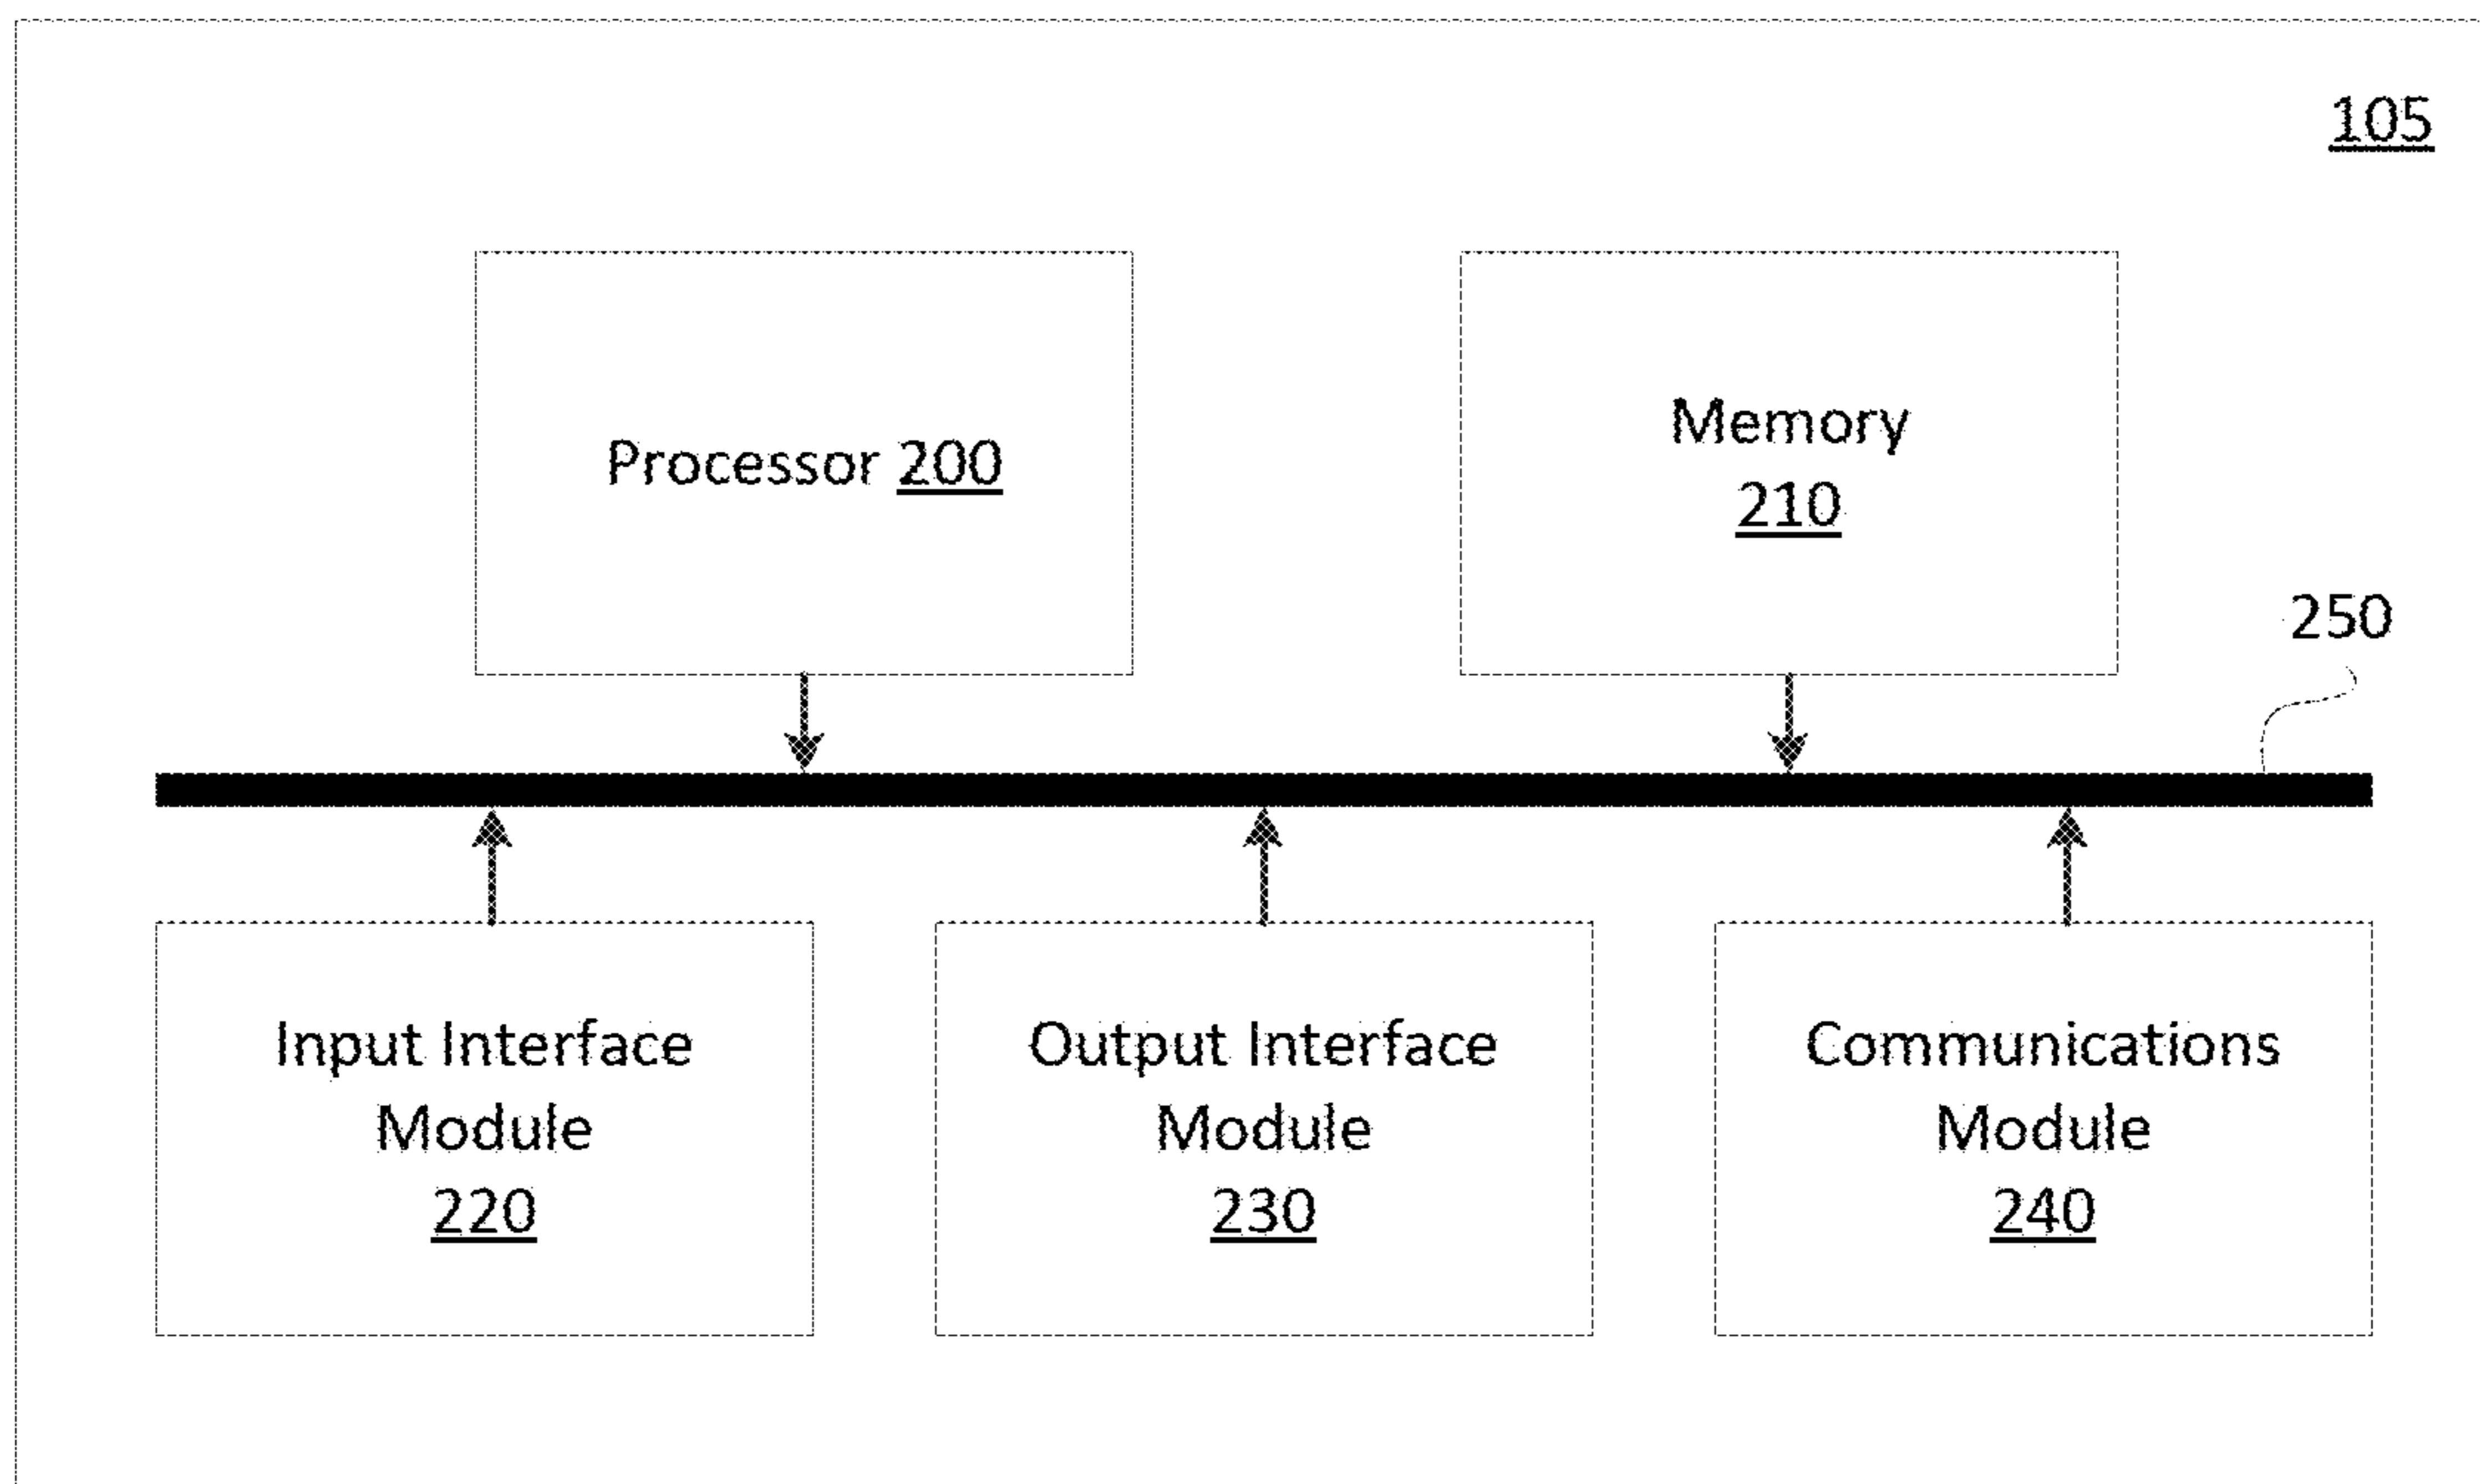 105
Processor 200
Memory
210
250
Input Interface
Module
220
Output Interface
Module
230
Communications
Module
240